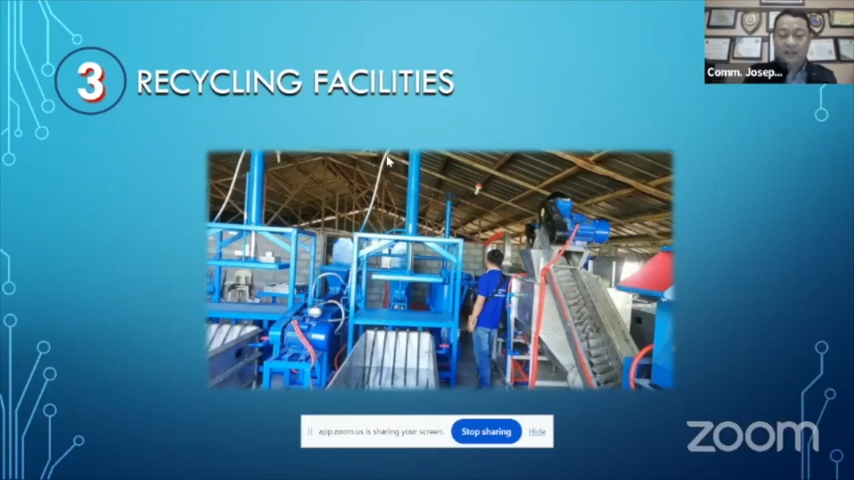 3 RECYCLING FACILITIES
Comm. Josep...
app.zoom.us is sharing your screen.
Stop sharing
Hide
zoom